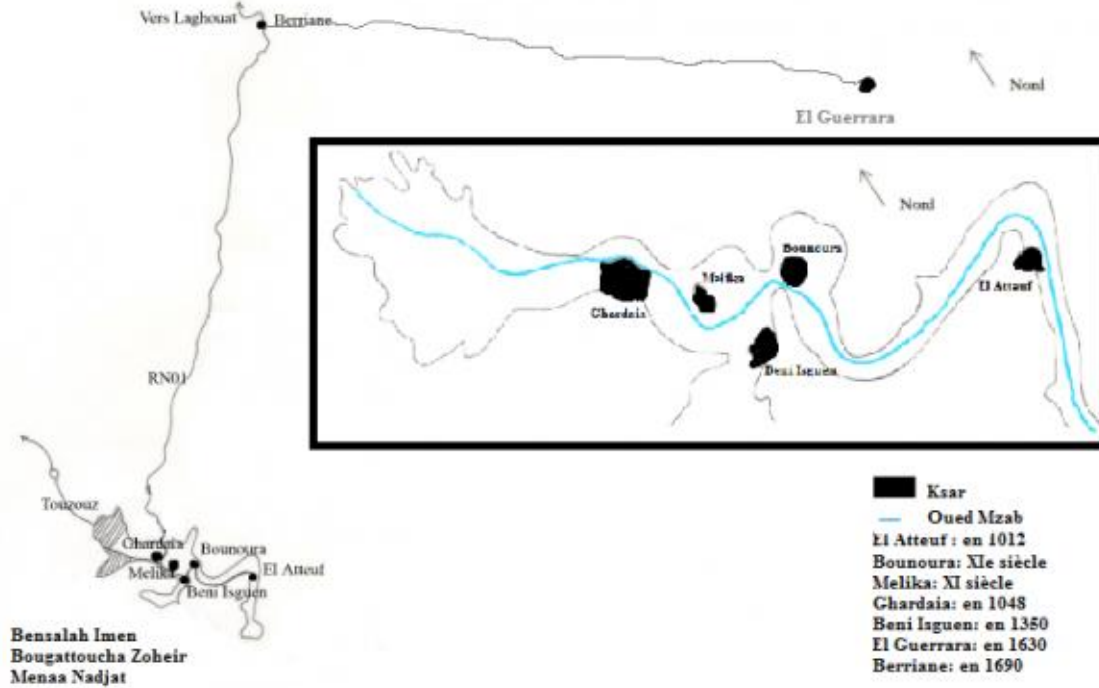 Vers Laghouat
Berriane
Nord
El Guerrara
Nord
Bounoura
Melika
El Attauf
Ghardaia
Beni Isguen
RN01
Touzouz
Ghardaia
Bounoura
Melika
El Atteuf
Beni Isguen
Ksar
Oued Mzab
El Atteuf : en 1012
Bounoura: XIe siècle
Melika: XI siècle
Ghardaia: en 1048
Beni Isguen: en 1350
El Guerrara: en 1630
Berriane: en 1690
Bensalah Imen
Bougattoucha Zoheir
Menaa Nadjat